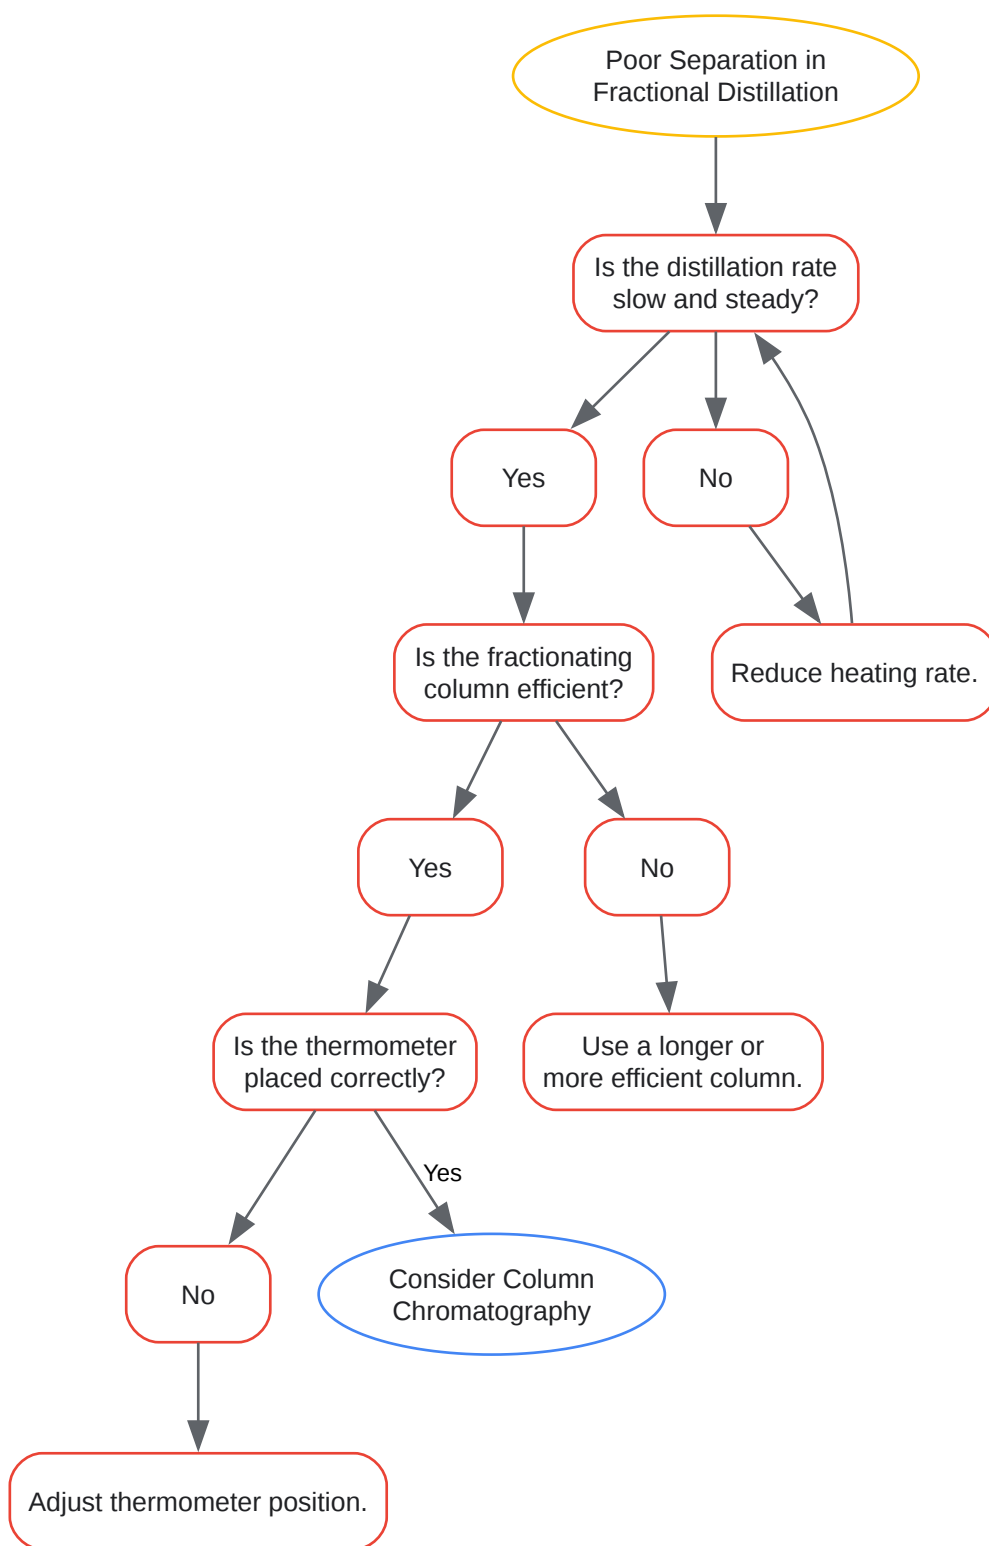 Poor Separation in
Fractional Distillation
Is the distillation rate
slow and steady?
Yes
No
Is the fractionating
column efficient?
Reduce heating rate.
Yes
No
Is the thermometer
placed correctly?
Use a longer or
more efficient column.
Yes
No
Consider Column
Chromatography
Adjust thermometer position.